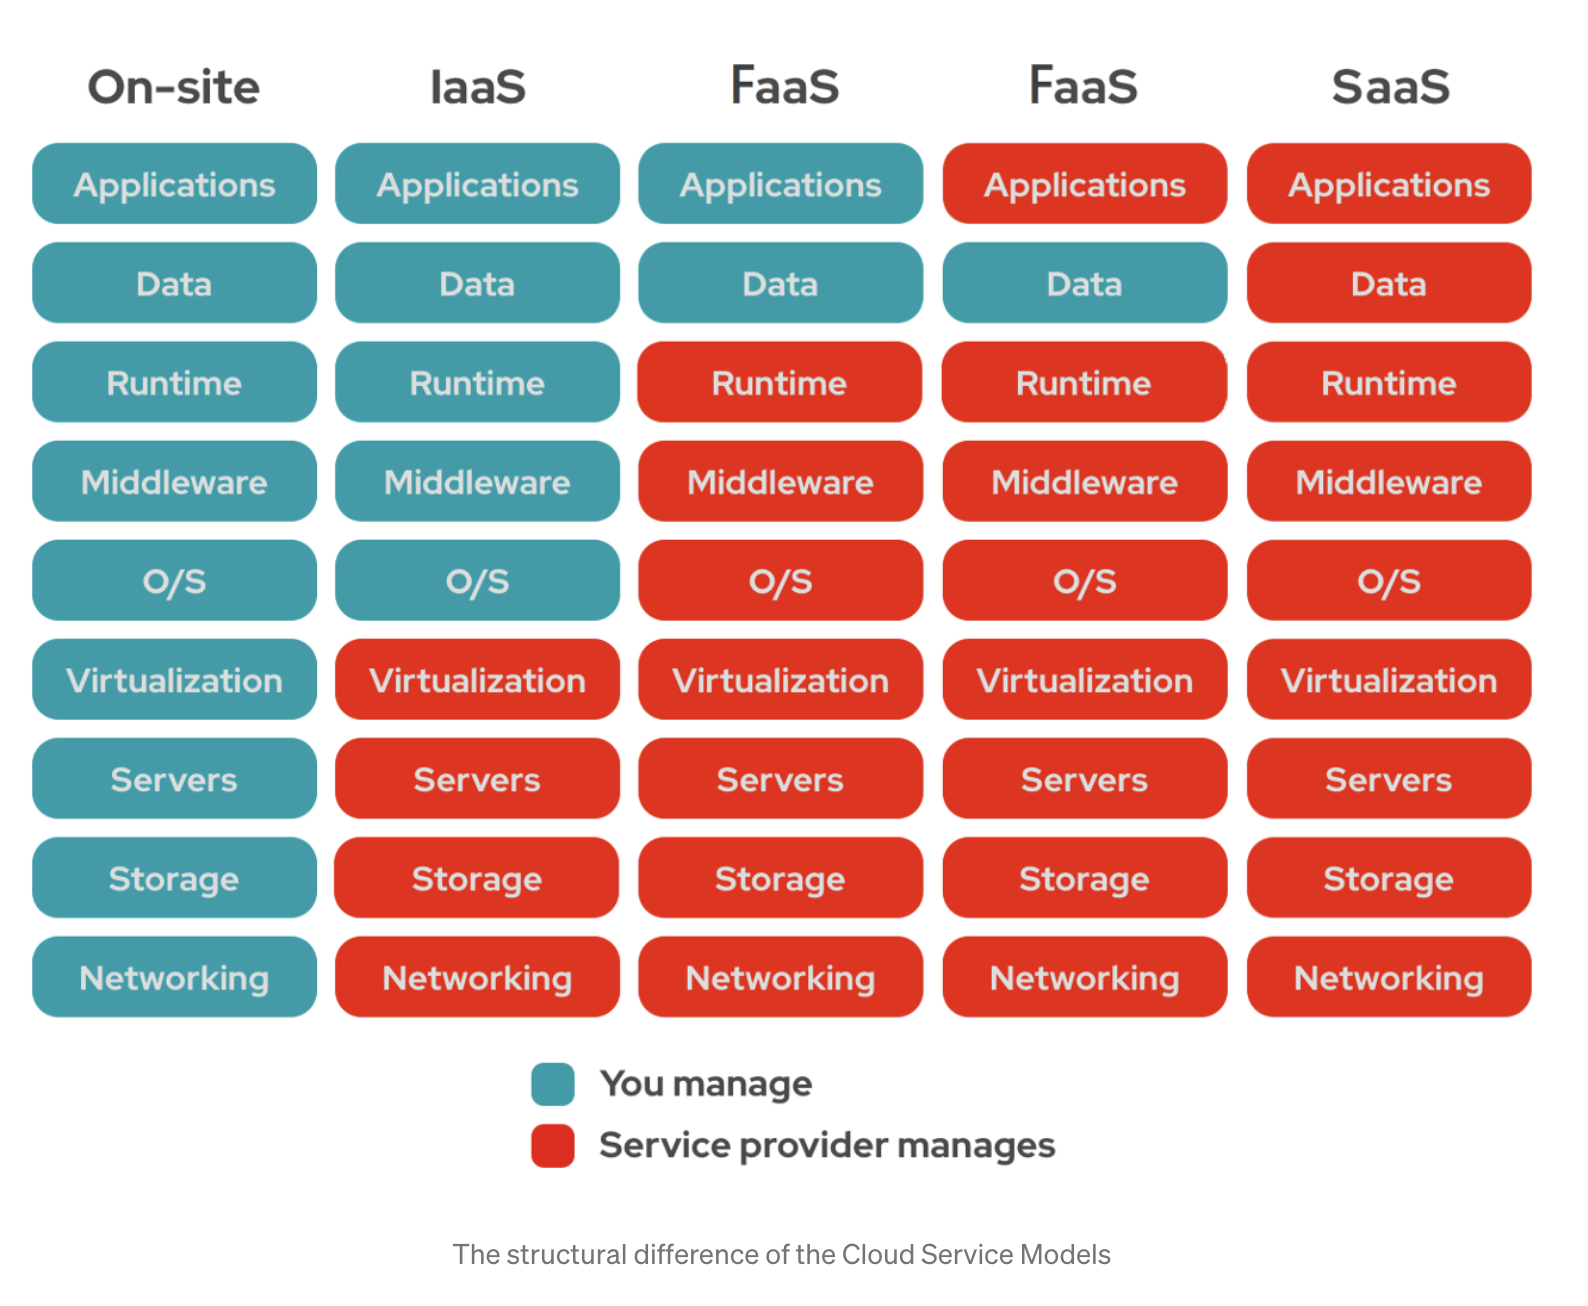 On-site IaaS FaaS FaaS SaaS
Applications Applications Applications Applications Applications
Data Data Data Data Data
Runtime Runtime Runtime Runtime Runtime
Middleware Middleware Middleware Middleware Middleware
O/S O/S O/S O/S O/S
Virtualization Virtualization Virtualization Virtualization Virtualization
Servers Servers Servers Servers Servers
Storage Storage Storage Storage Storage
Networking Networking Networking Networking Networking
You manage
Service provider manages
The structural difference of the Cloud Service Models